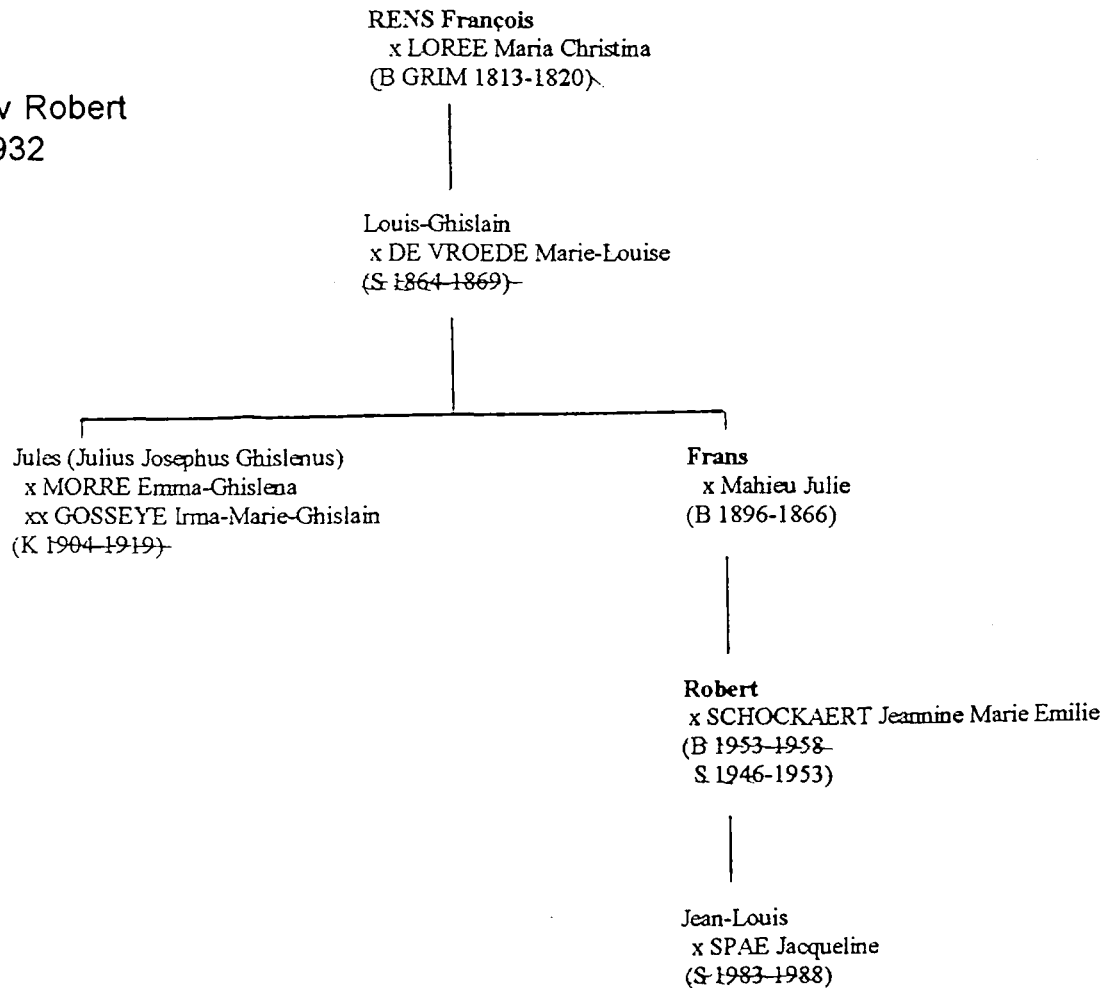 RENS François
x LOREE Maria Christina
(B GRIM 1813-1820)
v Robert
932
Louis-Ghislain
x DE VROEDE Marie-Louise
(S 1864-1869)
Jules (Julius Josephus Ghislenus)
x MORRE Emma-Ghislena
xx GOSSEYE Irma-Marie-Ghislain
(K 1904-1919)
Frans
x Mahieu Julie
(B 1896-1866)
Robert
x SCHOCKAERT Jeannine Marie Emilie
(B 1953-1958
S 1946-1953)
Jean-Louis
x SPAE Jacqueline
(S 1983-1988)